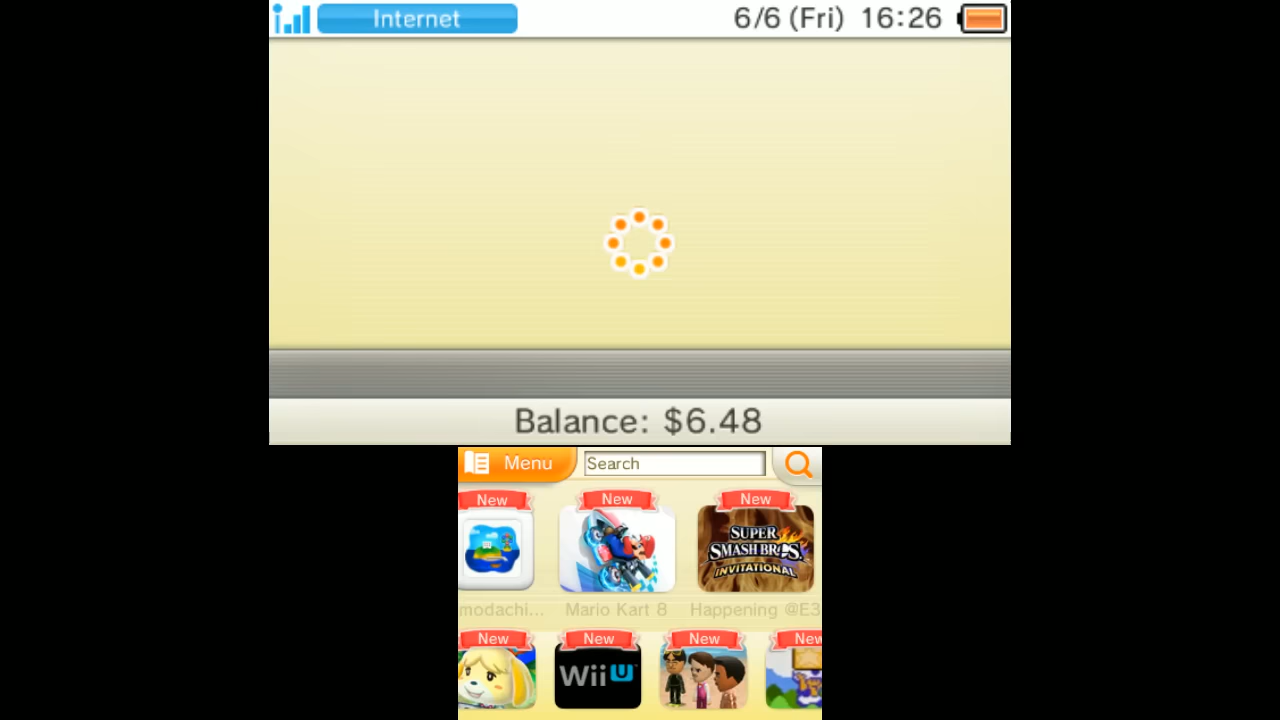 Internet
6/6 (Fri) 16:26
Balance: $6.48
Menu
Search
New
New
New
SUPER
SMASH BROS.
INVITATIONAL
modachi...
Mario Kart 8
Happening @E3
New
New
New
New
Wii U